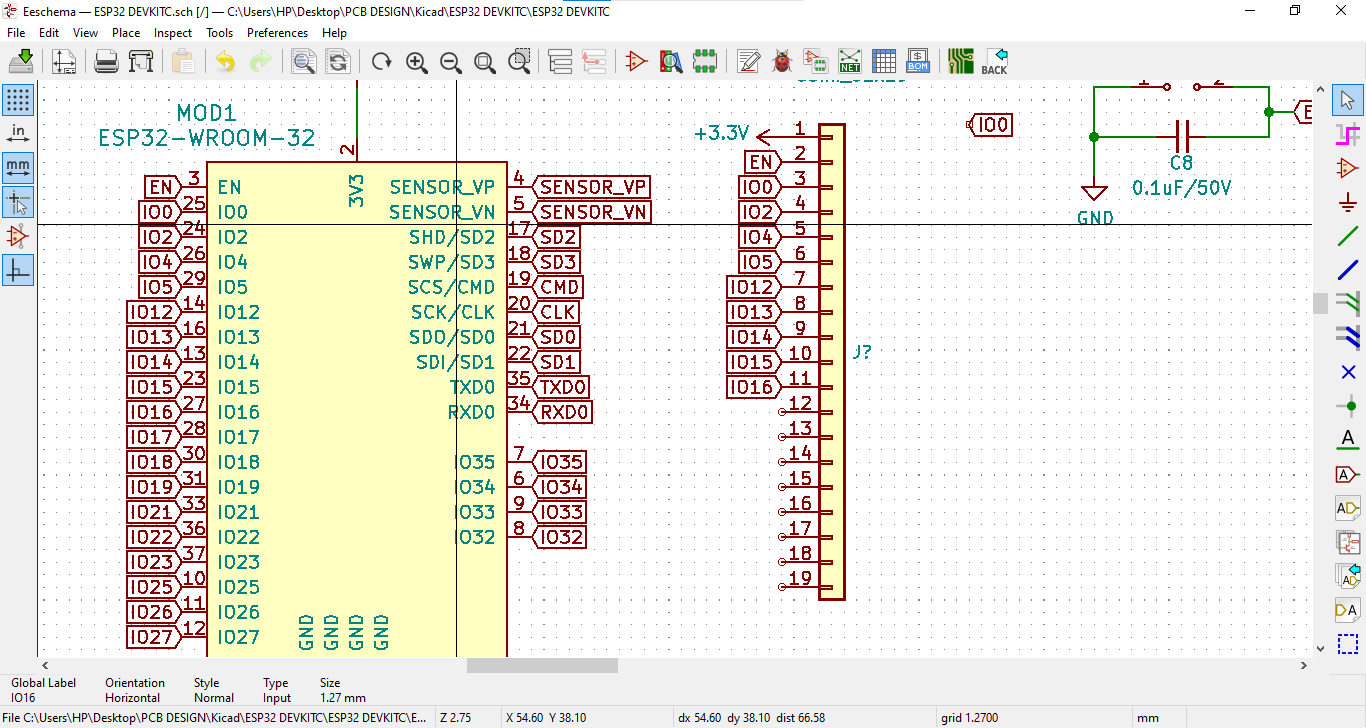 Eeschema — ESP32 DEVKITC.sch [/] — C:\Users\HP\Desktop\PCB DESIGN\Kicad\ESP32 DEVKITC\ESP32 DEVKITC
File Edit View Place Inspect Tools Preferences Help
NET
BOM
BACK
in
mm
MOD1
ESP32-WROOM-32
2
3V3
EN 3 EN SENSOR_VP 4 SENSOR_VP
IO0 25 IO0 SENSOR_VN 5 SENSOR_VN
IO2 24 IO2 SHD/SD2 17 SD2
IO4 26 IO4 SWP/SD3 18 SD3
IO5 29 IO5 SCS/CMD 19 CMD
IO12 14 IO12 SCK/CLK 20 CLK
IO13 16 IO13 SDO/SD0 21 SD0
IO14 13 IO14 SDI/SD1 22 SD1
IO15 23 IO15 TXD0 35 TXD0
IO16 27 IO16 RXD0 34 RXD0
IO17 28 IO17
IO18 30 IO18 IO35 7 IO35
IO19 31 IO19 IO34 6 IO34
IO21 33 IO21 IO33 9 IO33
IO22 36 IO22 IO32 8 IO32
IO23 37 IO23
IO25 10 IO25
IO26 11 IO26
IO27 12 IO27
GND GND GND GND
+3.3V 1
EN 2
IO0 3
IO2 4
IO4 5
IO5 6
IO12 7
IO13 8
IO14 9
IO15 10
IO16 11
12
13
14
15
16
17
18
19
J?
IO0
1 2
E
C8
0.1uF/50V
GND
A
A
AD
AD
DA
Global Label Orientation Style Type Size
IO16 Horizontal Normal Input 1.27 mm
File C:\Users\HP\Desktop\PCB DESIGN\Kicad\ESP32 DEVKITC\ESP32 DEVKITC\E... Z 2.75 X 54.60 Y 38.10 dx 54.60 dy 38.10 dist 66.58 grid 1.2700 mm